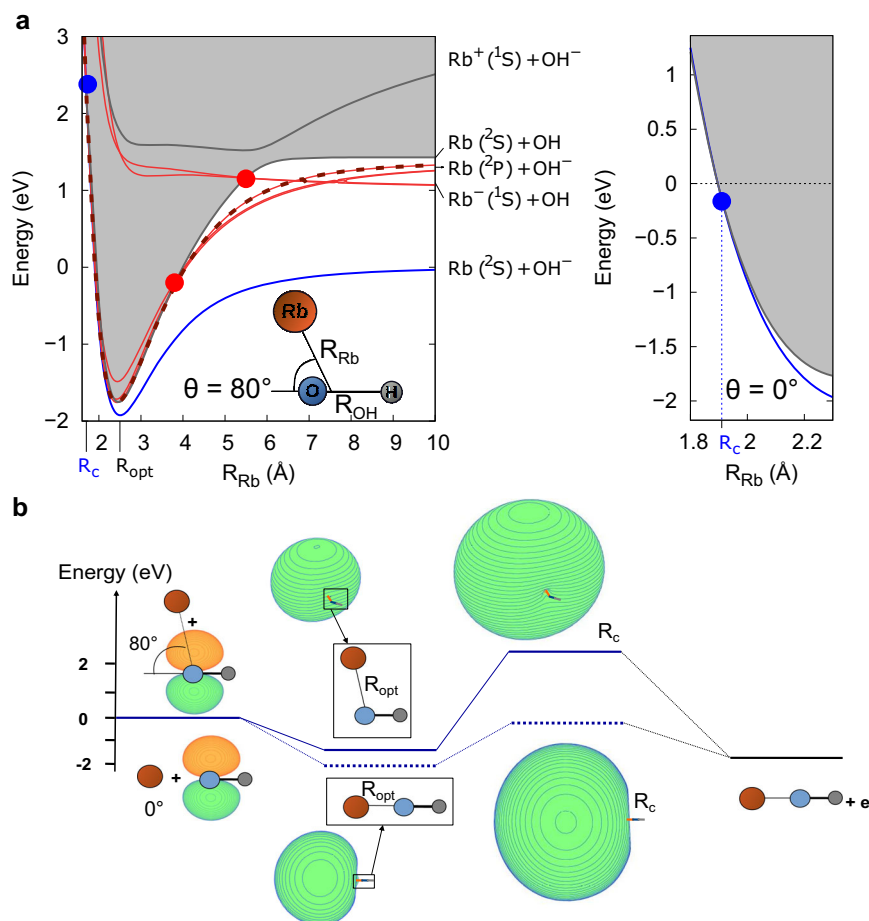 a
3
2
1
0
−1
−2
Energy (eV)
2
3
4
5
6
7
8
9
10
R_c
R_opt
R_Rb (Å)
Rb
R_Rb
θ = 80°
O
H
R_OH
Rb⁺(¹S)+OH⁻
Rb(²S)+OH
Rb(²P)+OH⁻
Rb⁻(¹S)+OH
Rb(²S)+OH⁻
1
0.5
0
−0.5
−1
−1.5
−2
Energy (eV)
θ = 0°
1.8
2
2.2
R_c
R_Rb (Å)
b
Energy (eV)
2
0
-2
+
80°
+
0°
R_opt
R_c
R_opt
R_c
+ e